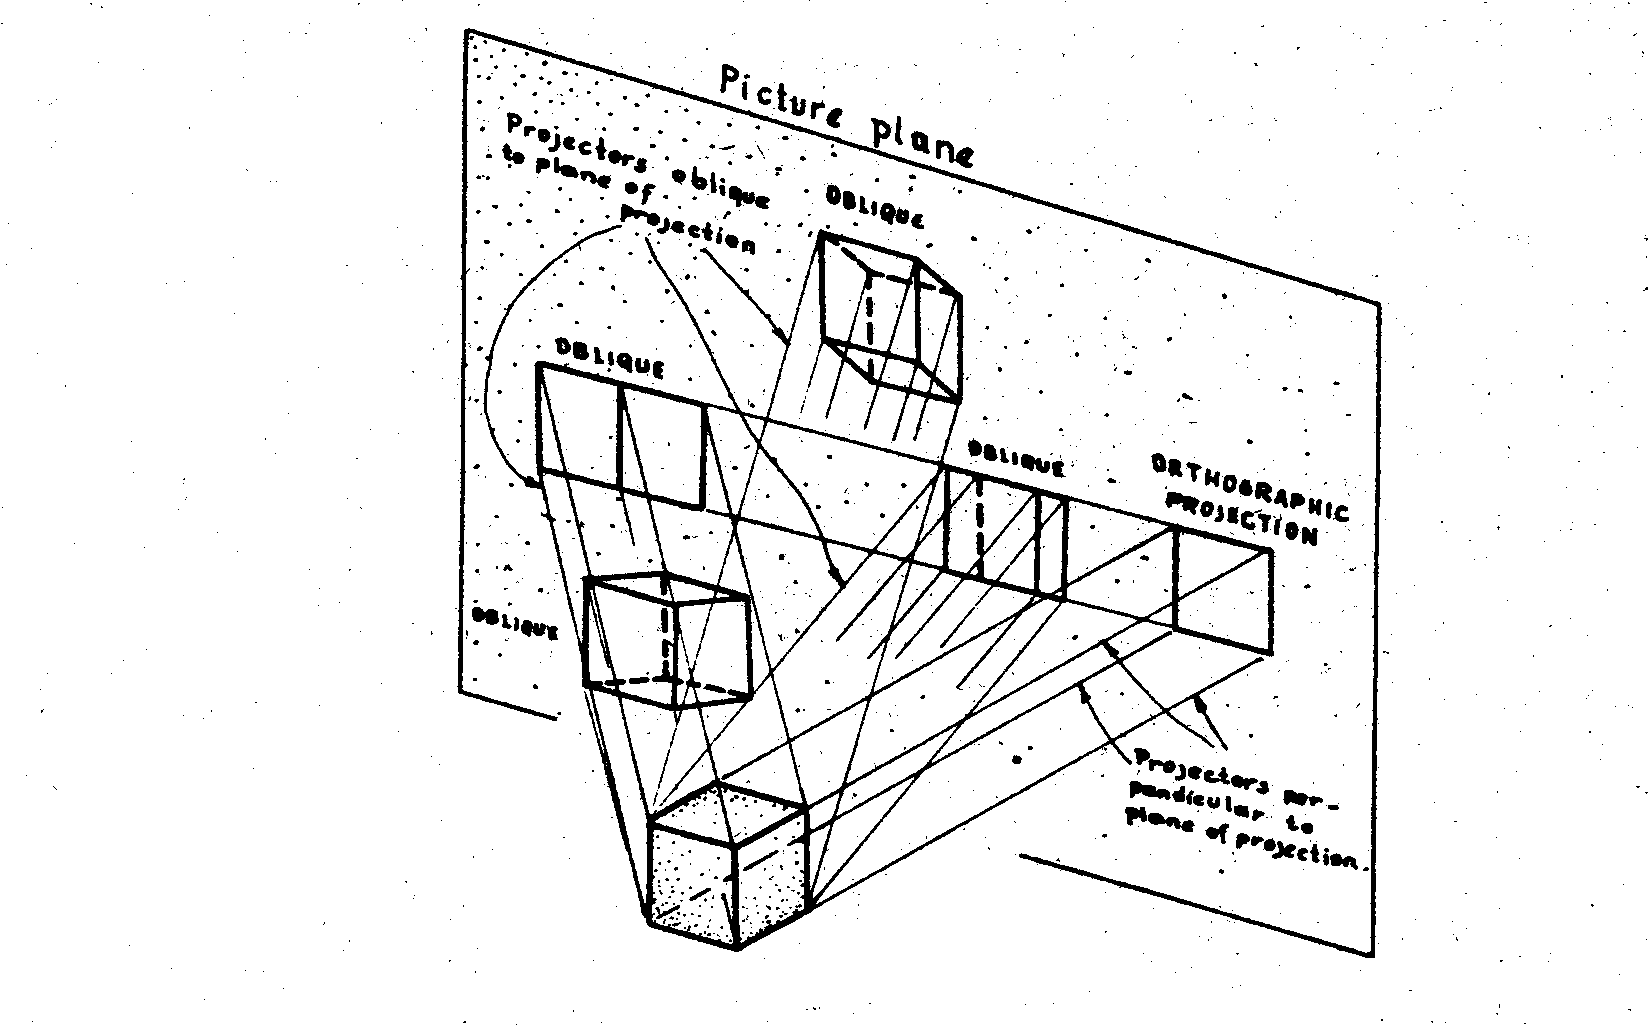 Picture plane
Projectors oblique
to plane of
projection
OBLIQUE
OBLIQUE
OBLIQUE
ORTHOGRAPHIC
PROJECTION
OBLIQUE
Projectors per-
pendicular to
plane of projection.